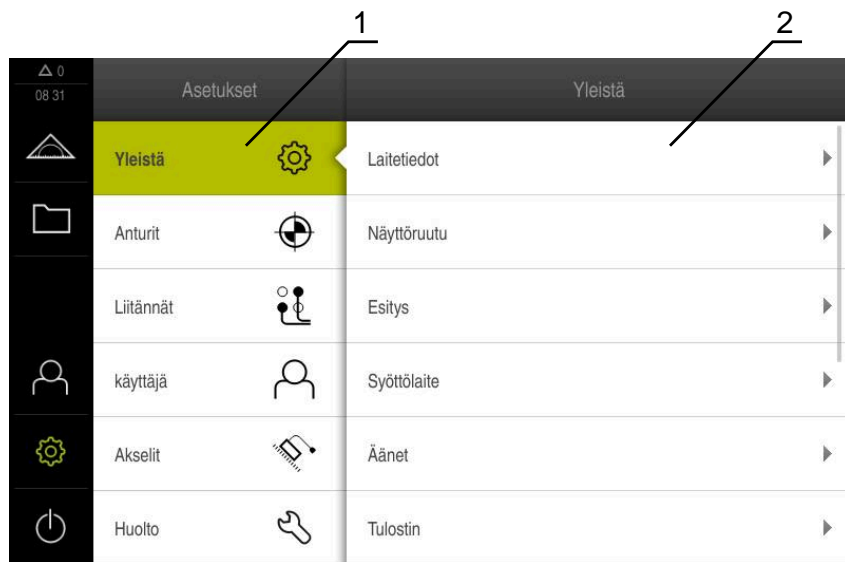 1
2
0
08 31
Asetukset
Yleistä
Yleistä
Laitetiedot
Anturit
Näyttöruutu
Liitännät
Esitys
käyttäjä
Syöttölaite
Akselit
Äänet
Huolto
Tulostin